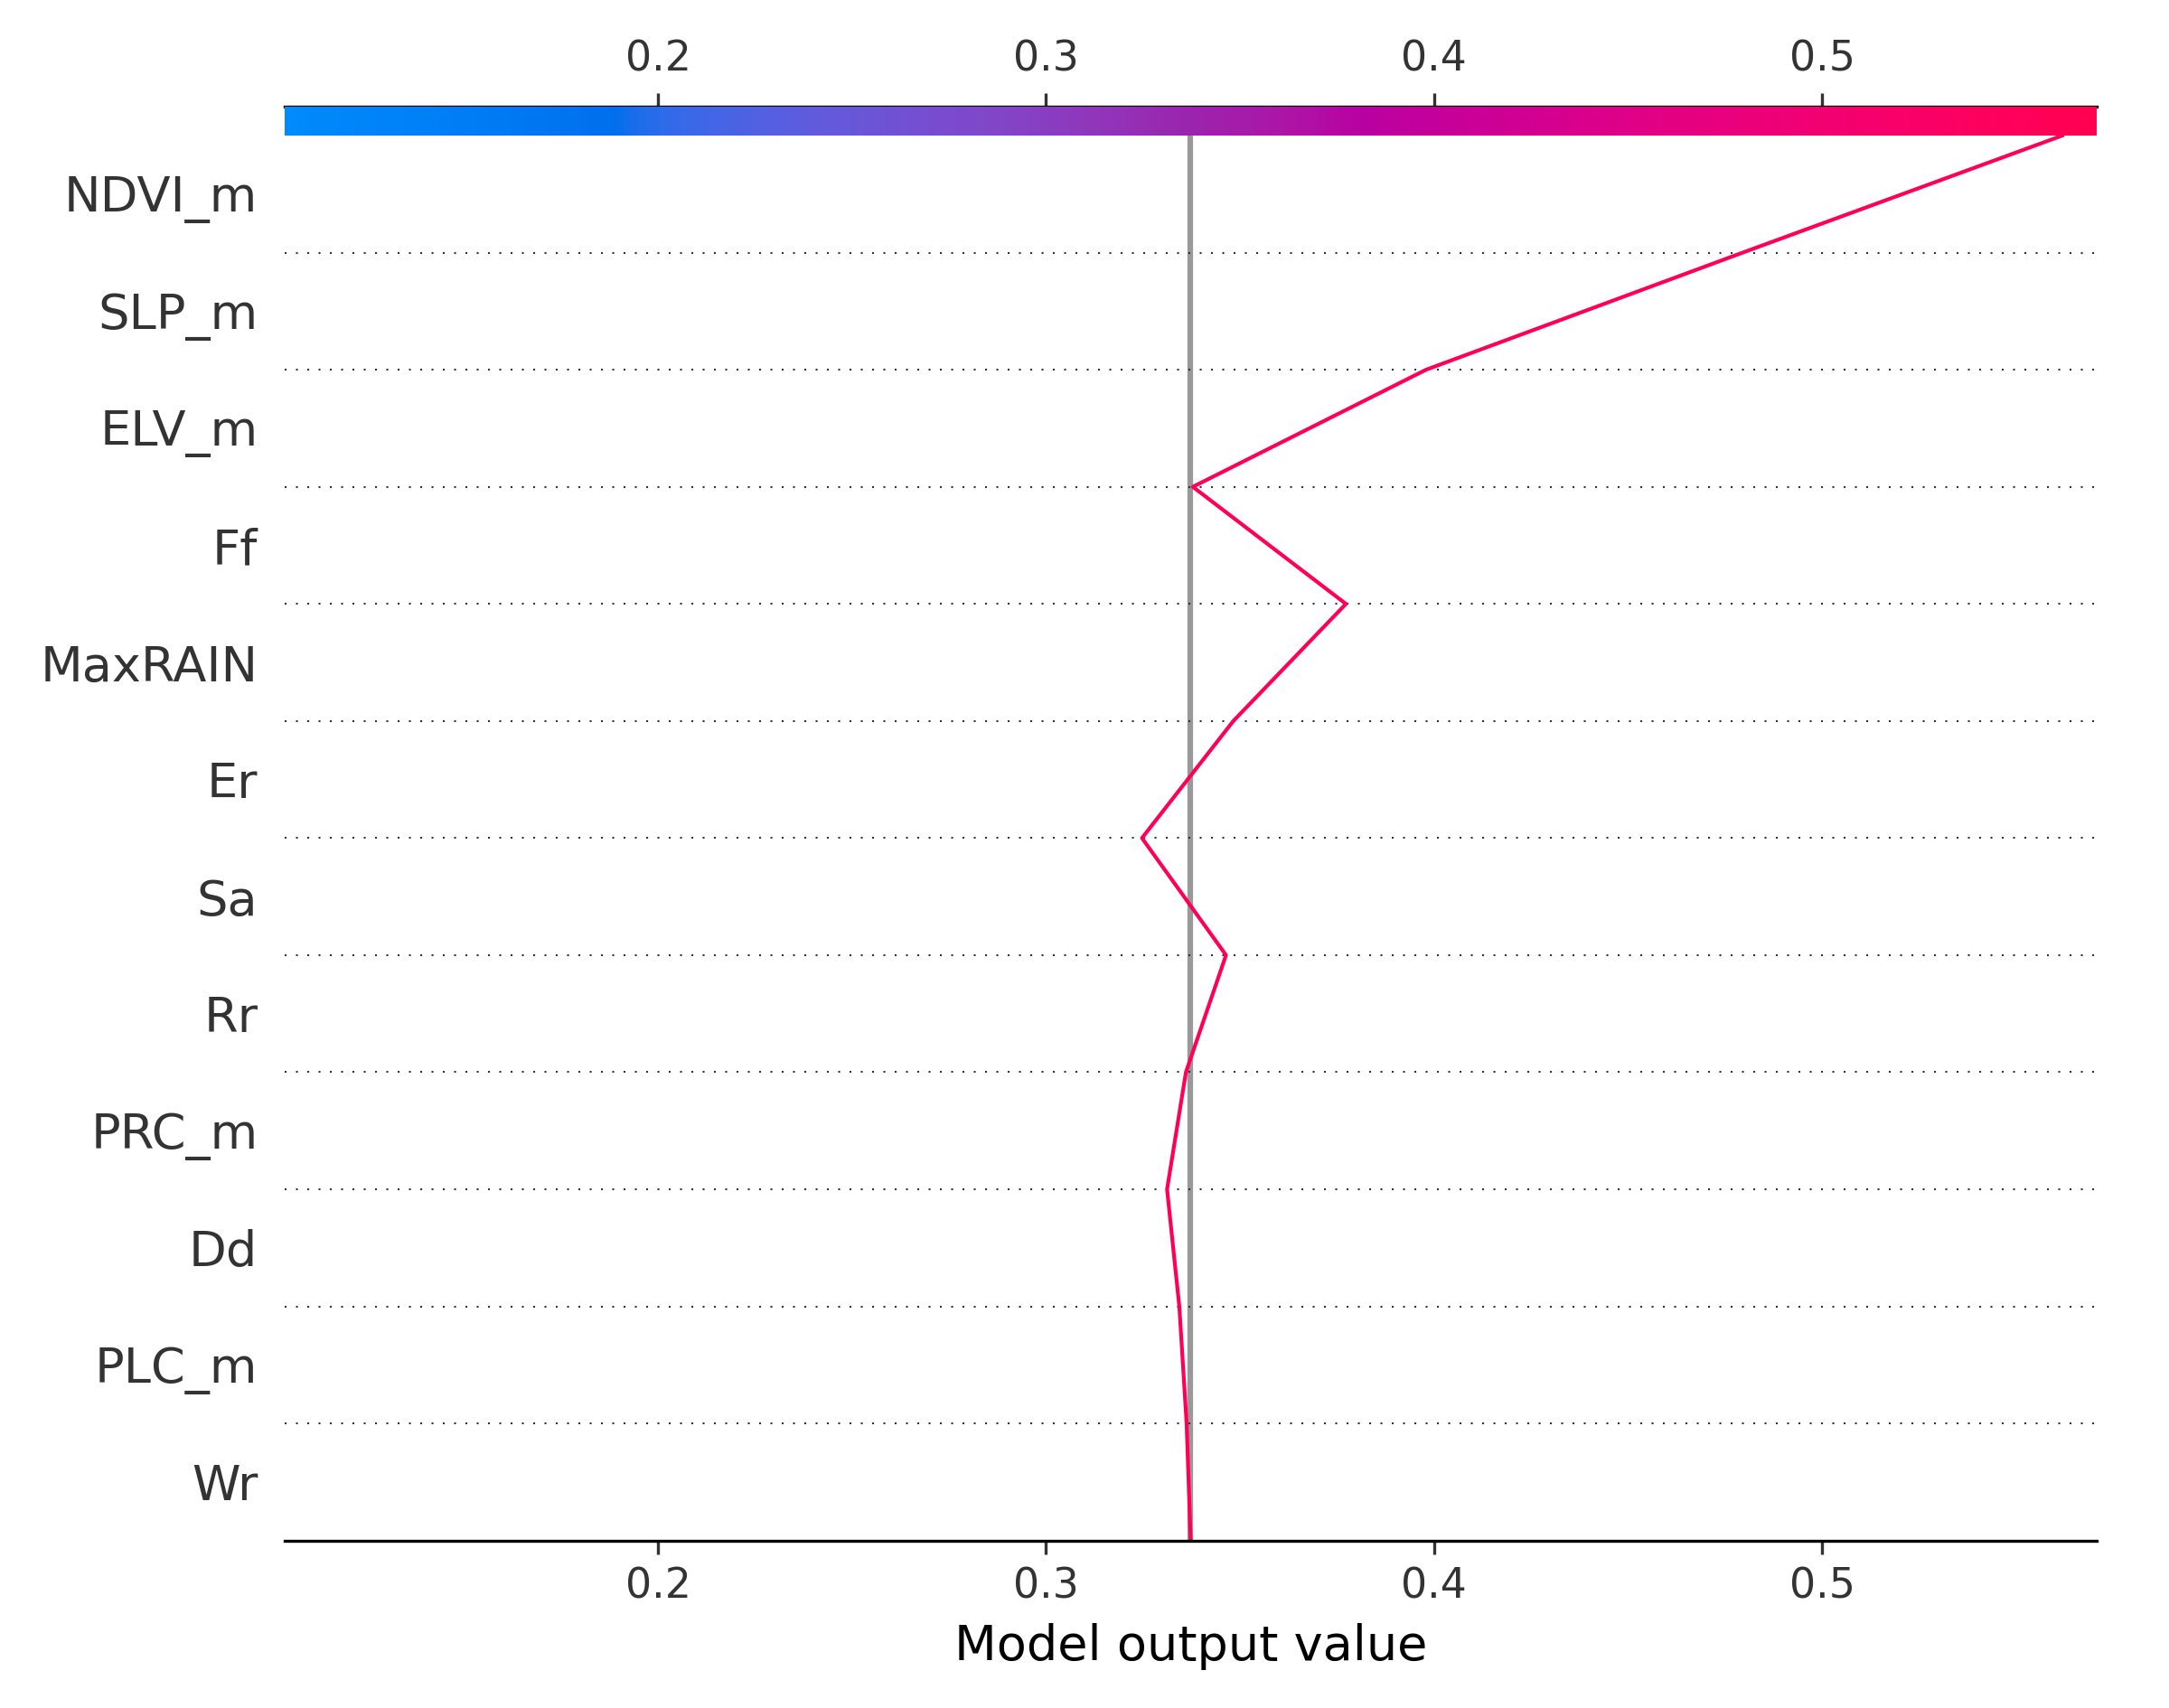 0.2 0.3 0.4 0.5
NDVI_m
SLP_m
ELV_m
Ff
MaxRAIN
Er
Sa
Rr
PRC_m
Dd
PLC_m
Wr
0.2 0.3 0.4 0.5
Model output value